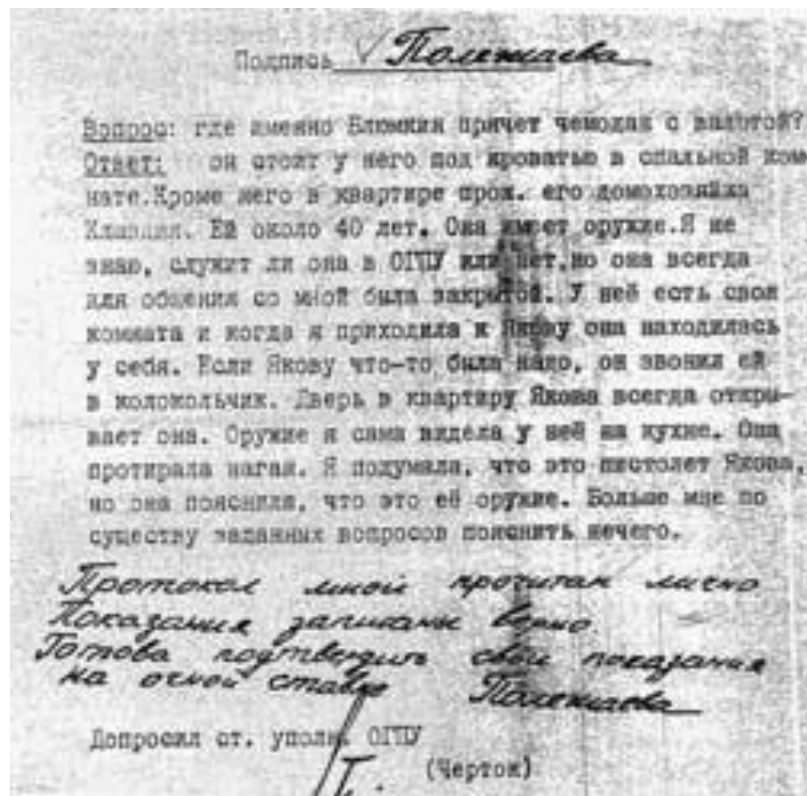 Подпись Полежаева
Вопрос: где именно Блюмкин прячет чемодан с валютой?
Ответ: он стоит у него под кроватью в спальной ком
нате.Кроме него в квартире прож. его домохозяйка
Клавдия. Ей около 40 лет. Она имеет оружие.Я не
знаю, служит ли она в ОГПУ или нет,но она всегда
для общения со мной была закрытой. У неё есть своя
комната и когда я приходила к Якову она находилась
у себя. Если Якову что-то была надо, он звонил ей
в колокольчик. Дверь в квартиру Якова всегда откры-
вает она. Оружие я сама видела у неё на кухне. Она
протирала наган. Я подумала, что это пистолет Якова,
но она пояснила, что это её оружие. Больше мне по
существу заданных вопросов пояснить нечего.
Протокол мной прочитан лично
Показания записаны верно
Готова подтвердить свои показания
на очной ставке Полежаева
Допросил ст. уполн. ОГПУ
(Черток)